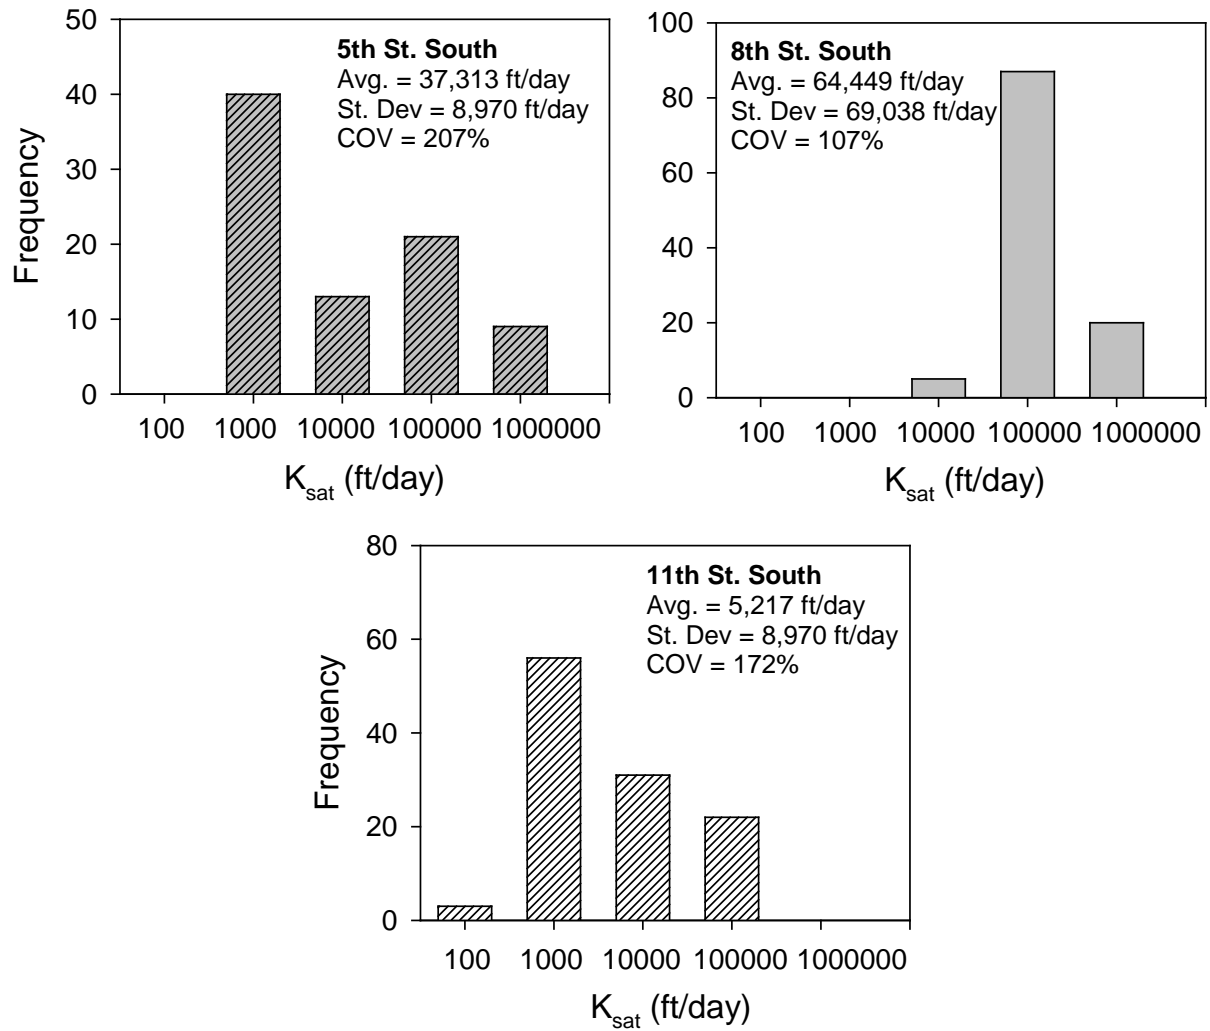 50
40
30
20
10
0
Frequency
5th St. South
Avg. = 37,313 ft/day
St. Dev = 8,970 ft/day
COV = 207%
100 1000 10000 100000 1000000
Ksat (ft/day)
100
80
60
40
20
0
8th St. South
Avg. = 64,449 ft/day
St. Dev = 69,038 ft/day
COV = 107%
100 1000 10000 100000 1000000
Ksat (ft/day)
80
60
40
20
0
Frequency
11th St. South
Avg. = 5,217 ft/day
St. Dev = 8,970 ft/day
COV = 172%
100 1000 10000 100000 1000000
Ksat (ft/day)